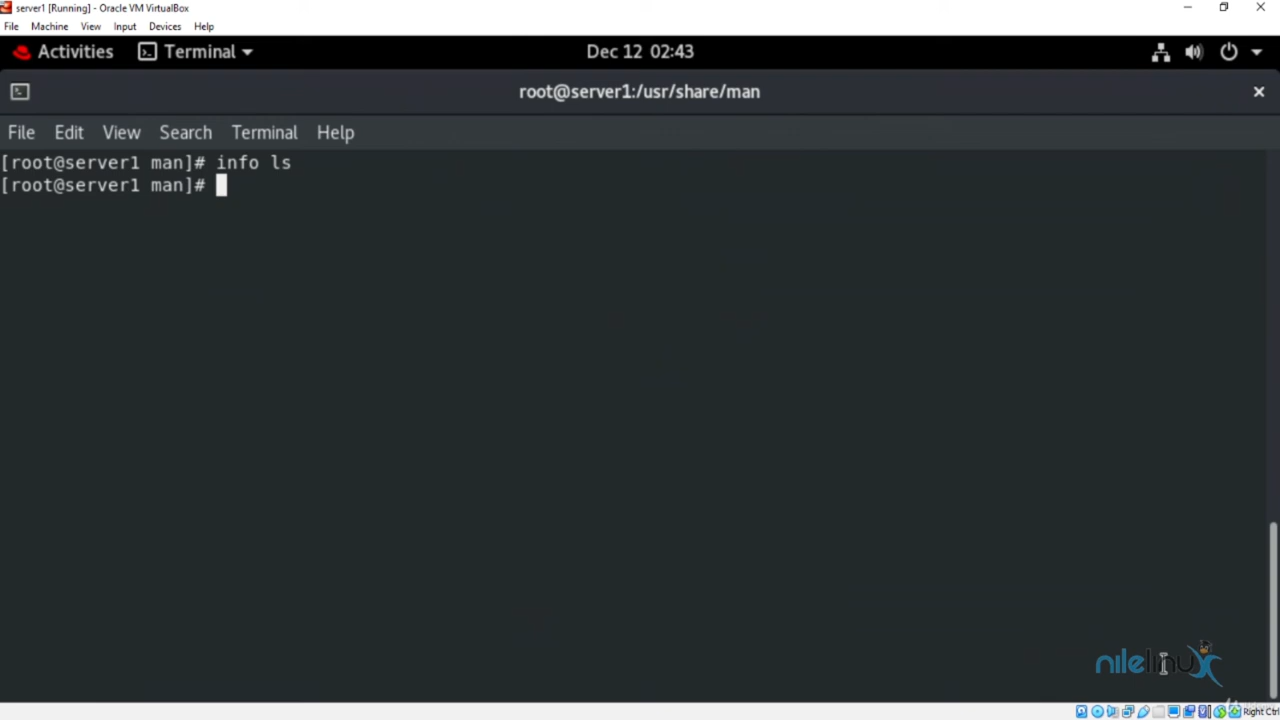 server1 [Running] - Oracle VM VirtualBox
File Machine View Input Devices Help
Activities Terminal Dec 12 02:43
root@server1:/usr/share/man
File Edit View Search Terminal Help
[root@server1 man]# info ls
[root@server1 man]#
nilelinux
Right Ctrl